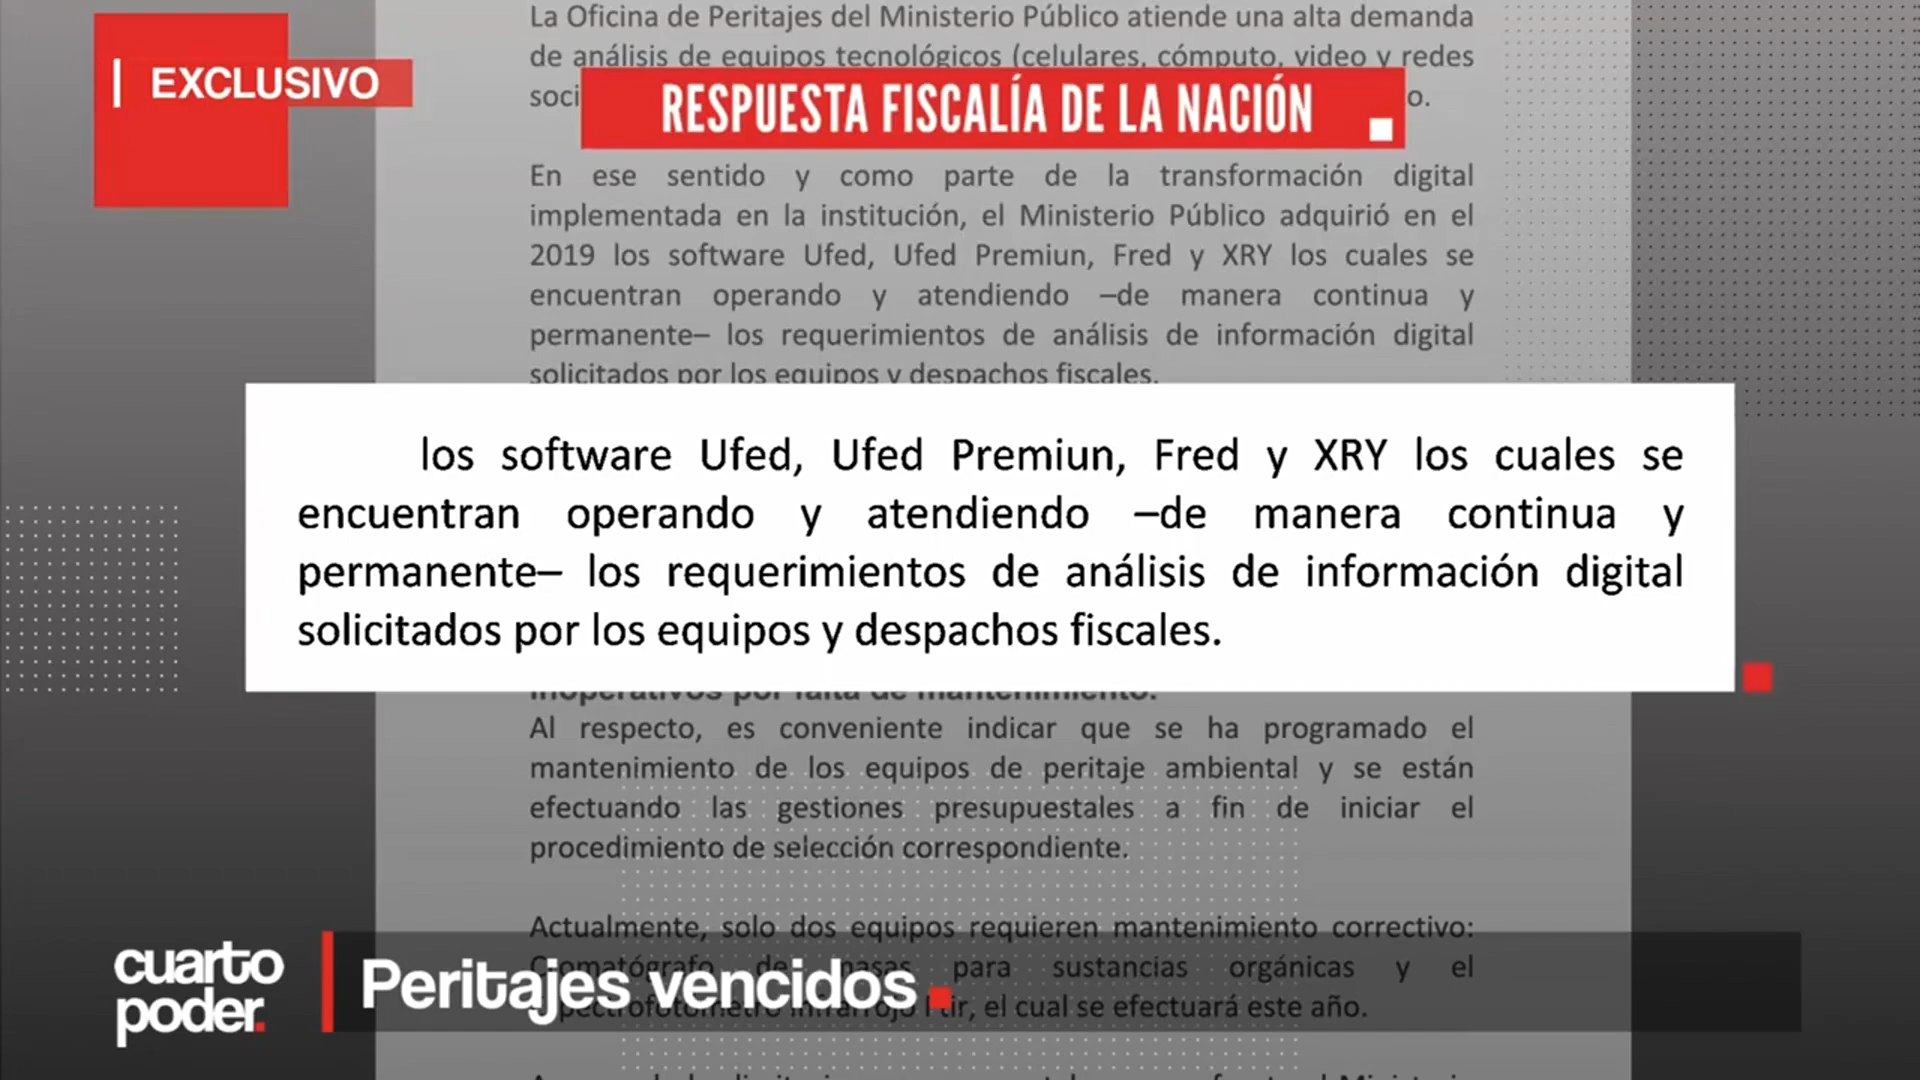 La Oficina de Peritajes del Ministerio Público atiende una alta demanda
de análisis de equipos tecnológicos (celulares, cómputo, video y redes
EXCLUSIVO
RESPUESTA FISCALÍA DE LA NACIÓN
soci
o.
En ese sentido y como parte de la transformación digital
implementada en la institución, el Ministerio Público adquirió en el
2019 los software Ufed, Ufed Premiun, Fred y XRY los cuales se
encuentran operando y atendiendo –de manera continua y
permanente– los requerimientos de análisis de información digital
solicitados por los equipos y despachos fiscales.
los software Ufed, Ufed Premiun, Fred y XRY los cuales se
encuentran operando y atendiendo –de manera continua y
permanente– los requerimientos de análisis de información digital
solicitados por los equipos y despachos fiscales.
inoperativos por falta de mantenimiento.
Al respecto, es conveniente indicar que se ha programado el
mantenimiento de los equipos de peritaje ambiental y se están
efectuando las gestiones presupuestales a fin de iniciar el
procedimiento de selección correspondiente.
Actualmente, solo dos equipos requieren mantenimiento correctivo:
para sustancias orgánicas y el
el cual se efectuará este año.
cuarto
poder.
Peritajes vencidos